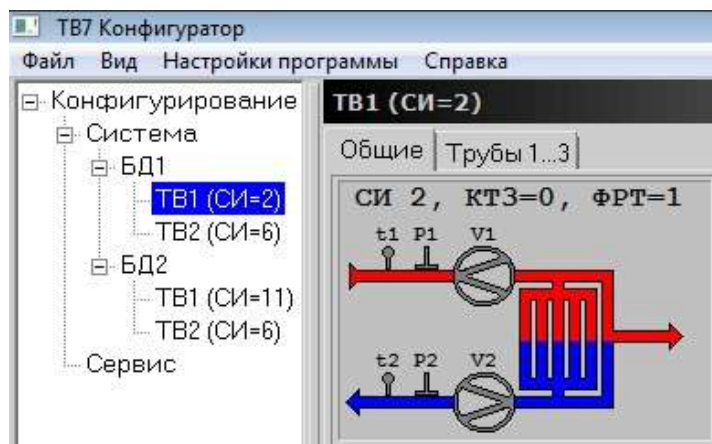 ТВ7 Конфигуратор
Файл Вид Настройки программы Справка
Конфигурирование
Система
БД1
ТВ1 (СИ=2)
ТВ2 (СИ=6)
БД2
ТВ1 (СИ=11)
ТВ2 (СИ=6)
Сервис
ТВ1 (СИ=2)
Общие Трубы 1...3
СИ 2, КТ3=0, ФРТ=1
t1 P1 V1
t2 P2 V2